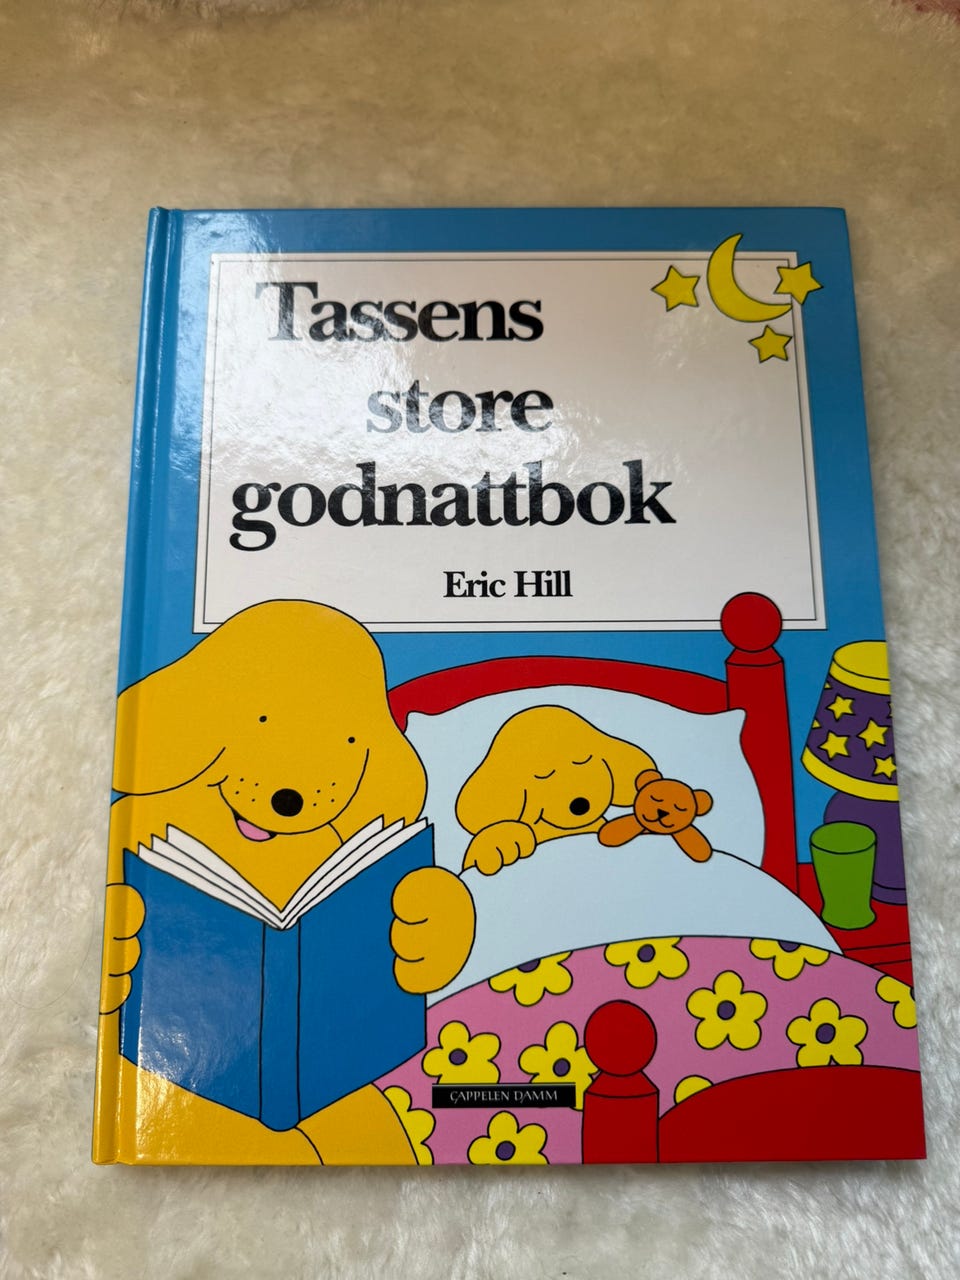 Tassens
store
godnattbok
Eric Hill
CAPPELEN DAMM